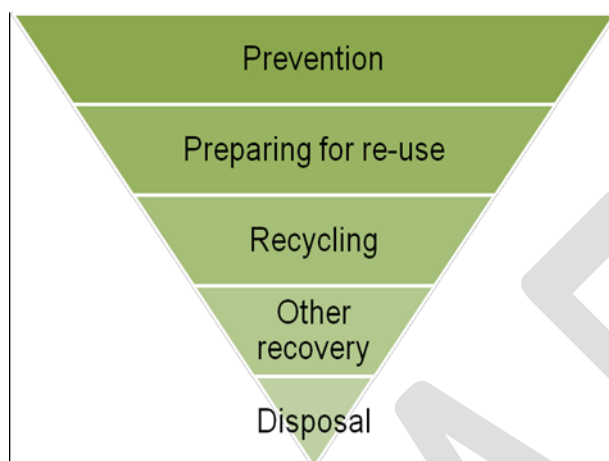 Prevention
Preparing for re-use
Recycling
Other
recovery
Disposal